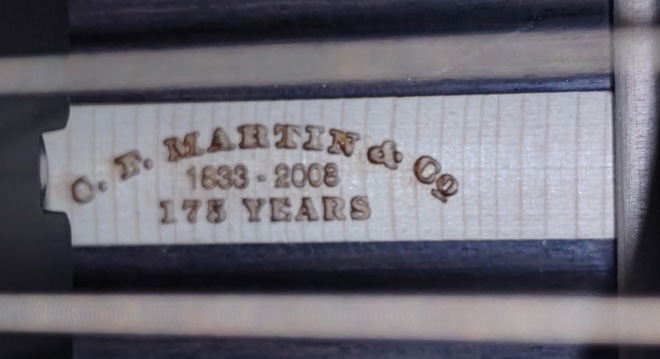 C. F. MARTIN & Co
1833 - 2008
175 YEARS